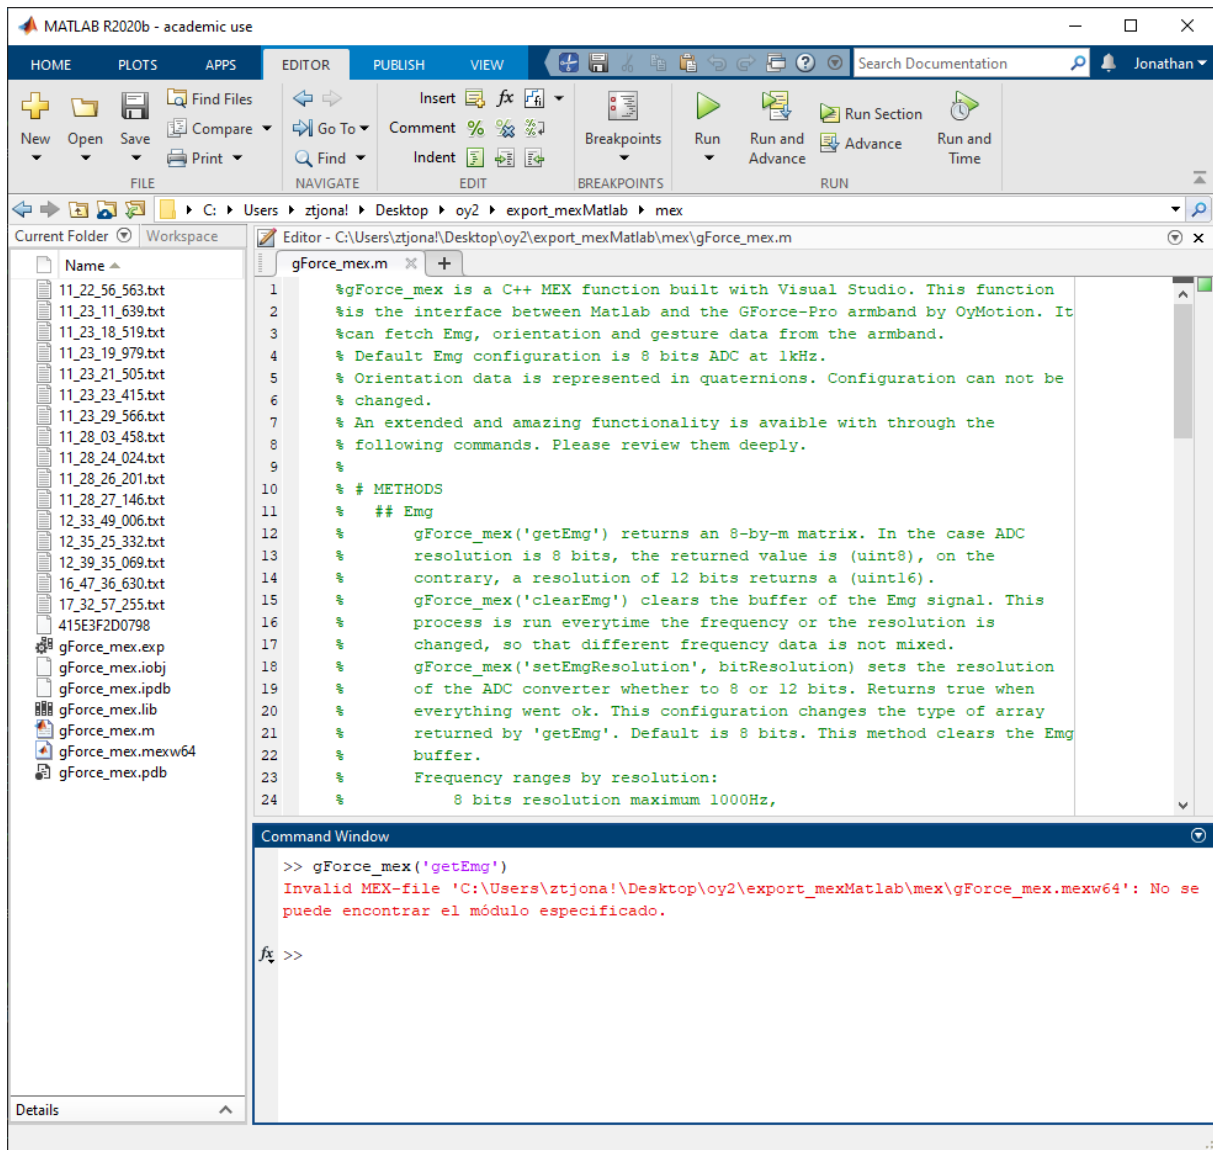 MATLAB R2020b - academic use
HOME PLOTS APPS EDITOR PUBLISH VIEW Search Documentation Jonathan
New Open Save Find Files Compare Print
FILE
Go To Find
NAVIGATE
Insert fx
Comment
Indent
EDIT
Breakpoints
BREAKPOINTS
Run Run and Advance Run Section Advance Run and Time
RUN
C: Users ztjona! Desktop oy2 export_mexMatlab mex
Current Folder Workspace
Name
11_22_56_563.txt
11_23_11_639.txt
11_23_18_519.txt
11_23_19_979.txt
11_23_21_505.txt
11_23_23_415.txt
11_23_29_566.txt
11_28_03_458.txt
11_28_24_024.txt
11_28_26_201.txt
11_28_27_146.txt
12_33_49_006.txt
12_35_25_332.txt
12_39_35_069.txt
16_47_36_630.txt
17_32_57_255.txt
415E3F2D0798
gForce_mex.exp
gForce_mex.iobj
gForce_mex.ipdb
gForce_mex.lib
gForce_mex.m
gForce_mex.mexw64
gForce_mex.pdb
Details
Editor - C:\Users\ztjona!\Desktop\oy2\export_mexMatlab\mex\gForce_mex.m
gForce_mex.m
1 %gForce_mex is a C++ MEX function built with Visual Studio. This function
2 %is the interface between Matlab and the GForce-Pro armband by OyMotion. It
3 %can fetch Emg, orientation and gesture data from the armband.
4 % Default Emg configuration is 8 bits ADC at 1kHz.
5 % Orientation data is represented in quaternions. Configuration can not be
6 % changed.
7 % An extended and amazing functionality is avaible with through the
8 % following commands. Please review them deeply.
9 %
10 % # METHODS
11 % ## Emg
12 % gForce_mex('getEmg') returns an 8-by-m matrix. In the case ADC
13 % resolution is 8 bits, the returned value is (uint8), on the
14 % contrary, a resolution of 12 bits returns a (uint16).
15 % gForce_mex('clearEmg') clears the buffer of the Emg signal. This
16 % process is run everytime the frequency or the resolution is
17 % changed, so that different frequency data is not mixed.
18 % gForce_mex('setEmgResolution', bitResolution) sets the resolution
19 % of the ADC converter whether to 8 or 12 bits. Returns true when
20 % everything went ok. This configuration changes the type of array
21 % returned by 'getEmg'. Default is 8 bits. This method clears the Emg
22 % buffer.
23 % Frequency ranges by resolution:
24 % 8 bits resolution maximum 1000Hz,
Command Window
>> gForce_mex('getEmg')
Invalid MEX-file 'C:\Users\ztjona!\Desktop\oy2\export_mexMatlab\mex\gForce_mex.mexw64': No se
puede encontrar el módulo especificado.
fx >>